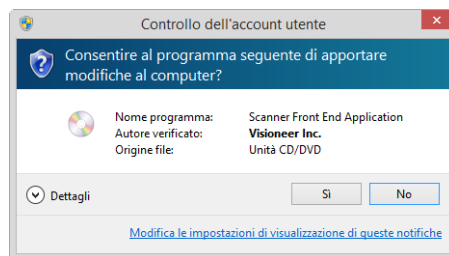 Controllo dell'account utente
Consentire al programma seguente di apportare
modifiche al computer?
Nome programma: Scanner Front End Application
Autore verificato: Visioneer Inc.
Origine file: Unità CD/DVD
Dettagli Sì No
Modifica le impostazioni di visualizzazione di queste notifiche